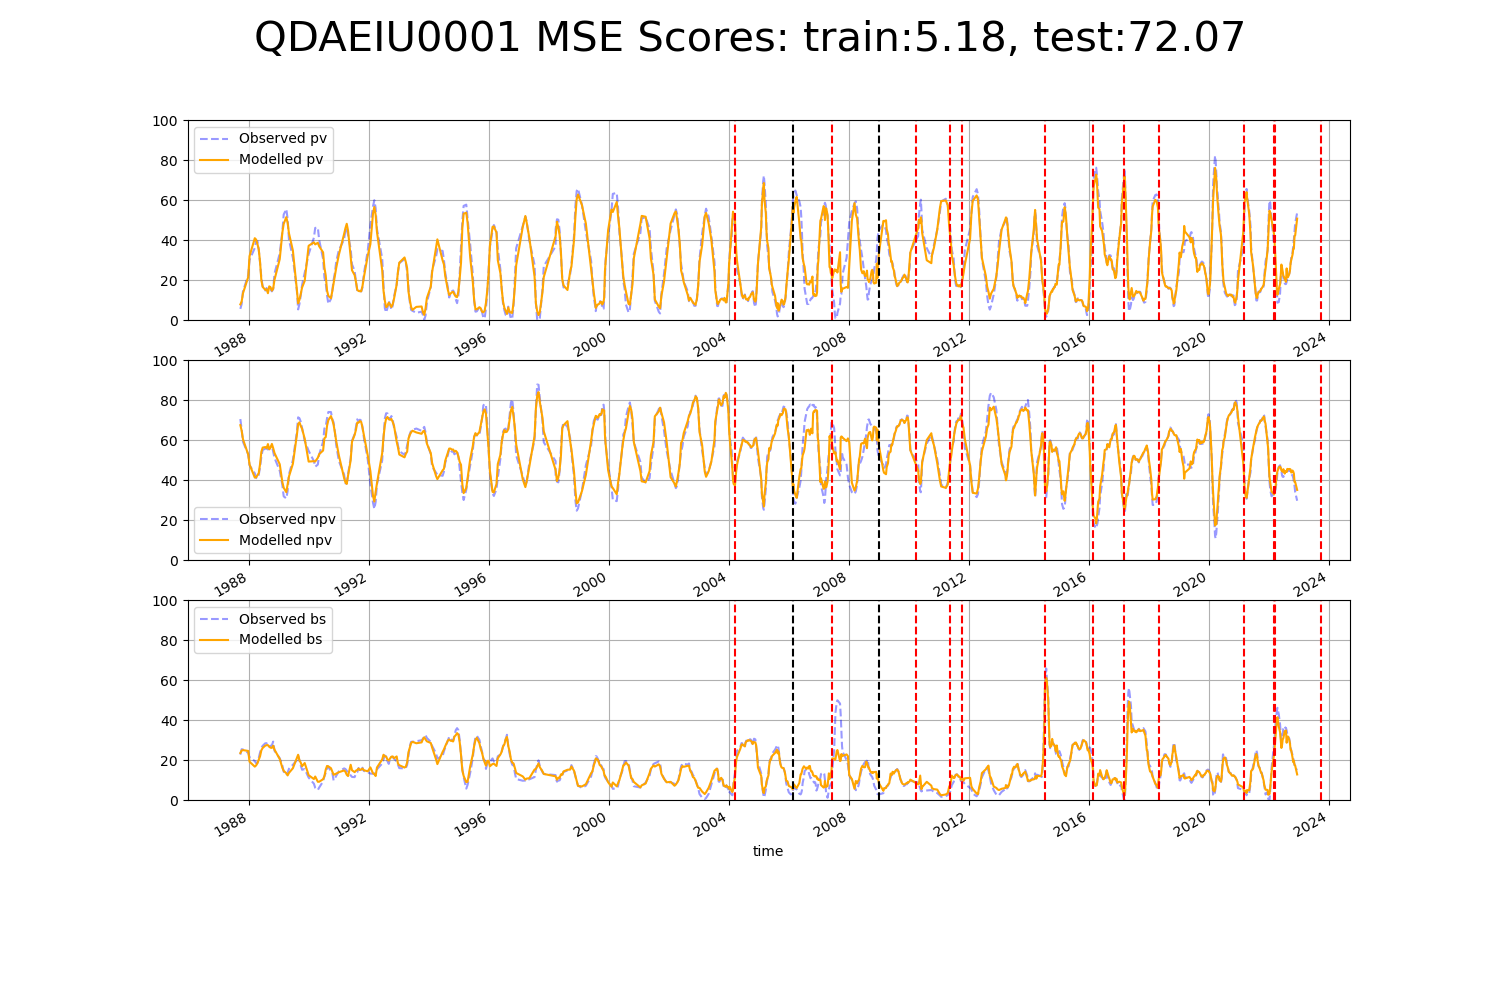 QDAEIU0001 MSE Scores: train:5.18, test:72.07
100
80
60
40
20
0
Observed pv
Modelled pv
1988 1992 1996 2000 2004 2008 2012 2016 2020 2024
100
80
60
40
20
0
Observed npv
Modelled npv
1988 1992 1996 2000 2004 2008 2012 2016 2020 2024
100
80
60
40
20
0
Observed bs
Modelled bs
1988 1992 1996 2000 2004 2008 2012 2016 2020 2024
time